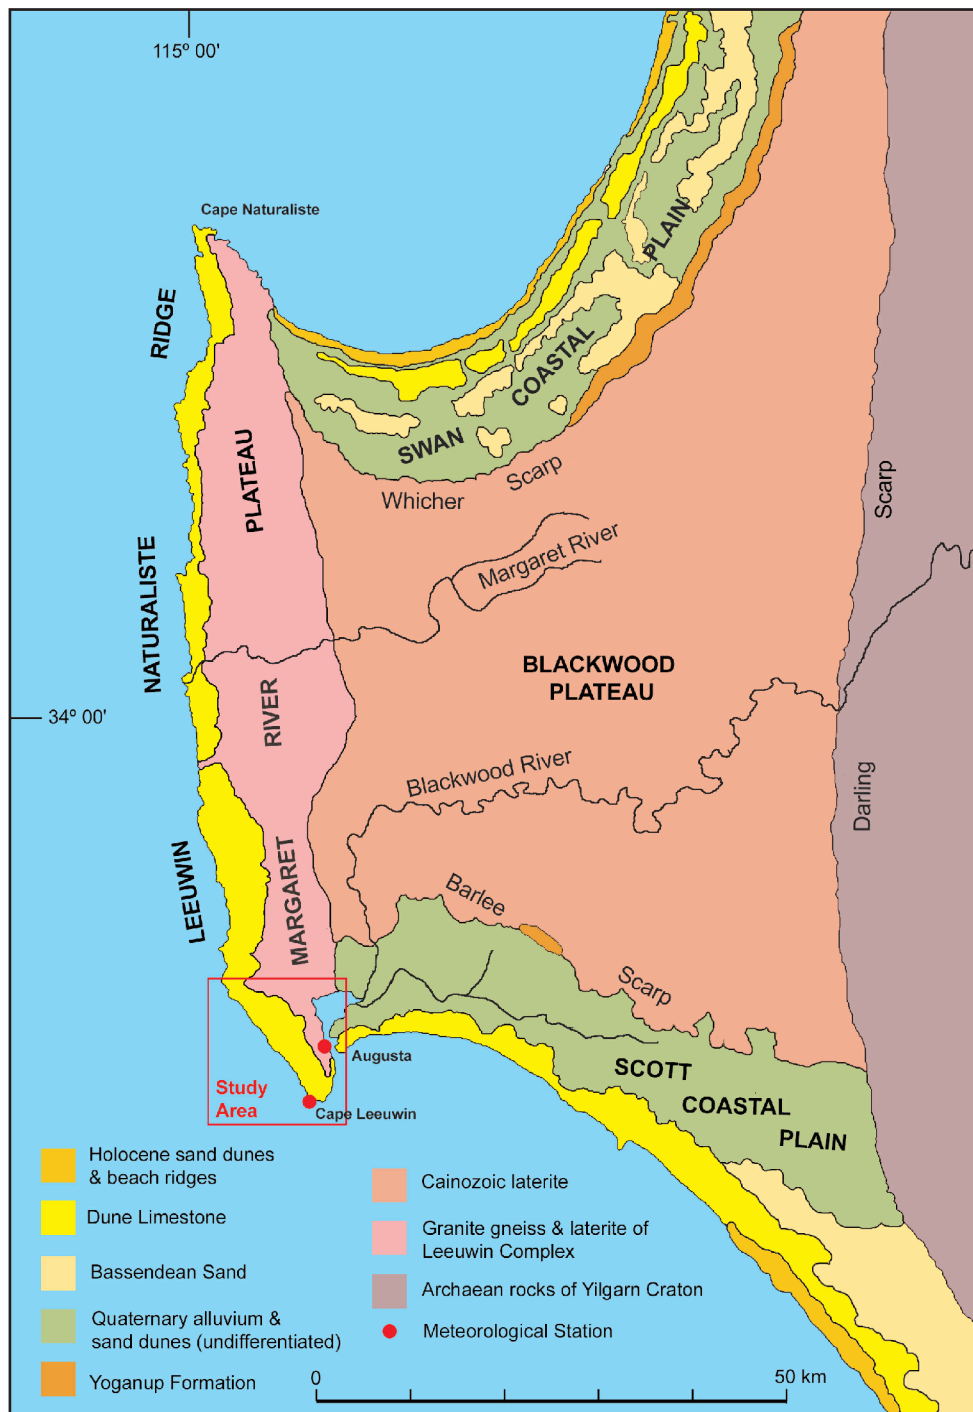 115º 00'
Cape Naturaliste
RIDGE
PLAIN
COASTAL
SWAN
PLATEAU
Whicher
Scarp
Scarp
Margaret River
NATURALISTE
BLACKWOOD
PLATEAU
34º 00'
RIVER
Blackwood River
Darling
MARGARET
LEEUWIN
Barlee
Scarp
Augusta
SCOTT
COASTAL
PLAIN
Study
Area
Cape Leeuwin
Holocene sand dunes
& beach ridges
Dune Limestone
Bassendean Sand
Quaternary alluvium &
sand dunes (undifferentiated)
Yoganup Formation
Cainozoic laterite
Granite gneiss & laterite of
Leeuwin Complex
Archaean rocks of Yilgarn Craton
Meteorological Station
0
50 km